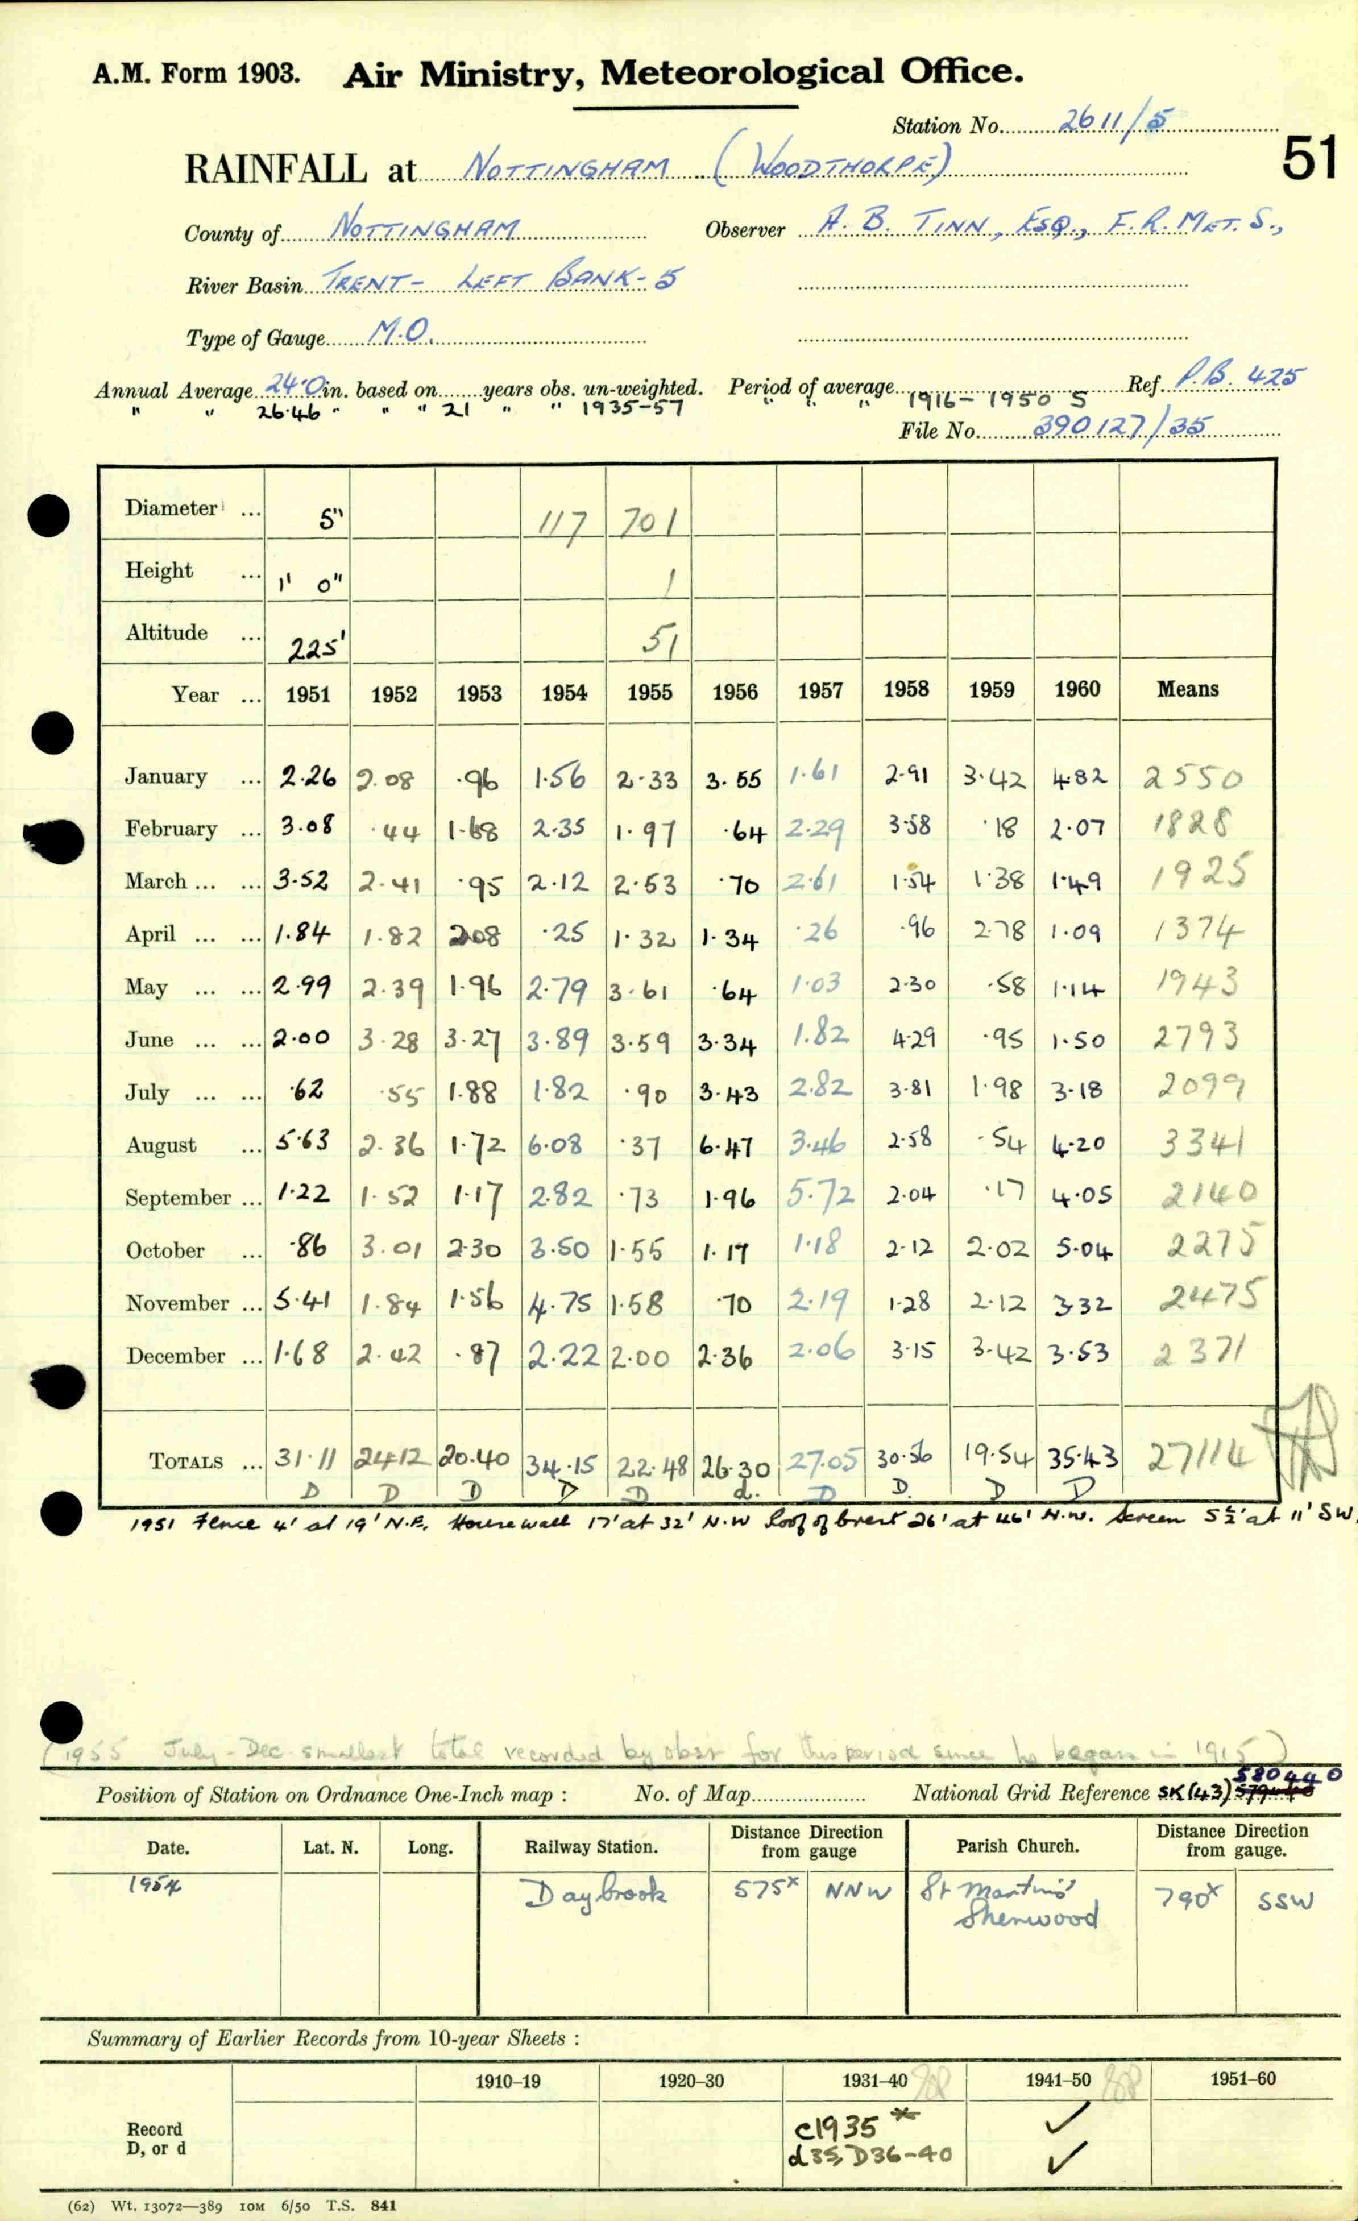 A.M. Form 1903. Air Ministry, Meteorological Office.
Station No. 2611/5
51
RAINFALL at NOTTINGHAM (WOODTHORPE)
County of NOTTINGHAM Observer A. B. TINN, ESQ., F.R.MET.S.,
River Basin TRENT - LEFT BANK - 5
Type of Gauge M.O.
Annual Average 24.0 in. based on years obs. un-weighted. Period of average 1916-1950 S Ref. P.B. 425
" " 26.46 " " " 21 " " 1935-57 " " "
File No. 390127/35
Diameter ... 5" 117 701
Height ... 1' 0" 1
Altitude ... 225' 51
Year ... 1951 1952 1953 1954 1955 1956 1957 1958 1959 1960 Means
January ... 2.26 2.08 .96 1.56 2.33 3.55 1.61 2.91 3.42 4.82 2550
February ... 3.08 .44 1.68 2.35 1.97 .64 2.29 3.58 .18 2.07 1828
March ... ... 3.52 2.41 .95 2.12 2.53 .70 2.61 1.54 1.38 1.49 1925
April ... ... 1.84 1.82 2.08 .25 1.32 1.34 .26 .96 2.78 1.09 1374
May ... ... 2.99 2.39 1.96 2.79 3.61 .64 1.03 2.30 .58 1.14 1943
June ... ... 2.00 3.28 3.27 3.89 3.59 3.34 1.82 4.29 .95 1.50 2793
July ... ... .62 .55 1.88 1.82 .90 3.43 2.82 3.81 1.98 3.18 2099
August ... 5.63 2.36 1.72 6.08 .37 6.47 3.46 2.58 .54 4.20 3341
September ... 1.22 1.52 1.17 2.82 .73 1.96 5.72 2.04 .17 4.05 2140
October ... .86 3.01 2.30 3.50 1.55 1.17 1.18 2.12 2.02 5.04 2275
November ... 5.41 1.84 1.56 4.75 1.58 .70 2.19 1.28 2.12 3.32 2475
December ... 1.68 2.42 .87 2.22 2.00 2.36 2.06 3.15 3.42 3.53 2371
TOTALS ... 31.11 24.12 20.40 34.15 22.48 26.30 27.05 30.56 19.54 35.43 27114
D D D D D d. D D. D D
1951 Fence 4' at 19' N.E. House wall 17' at 32' N.W Roof of 26' at 46' N.W. Screen 5½' at 11' SW.
(1955 July-Dec. smallest total recorded by obsr for this period since he began in 1915)
Position of Station on Ordnance One-Inch map : No. of Map National Grid Reference SK(43) 580440
Date. Lat. N. Long. Railway Station. Distance from gauge Direction Parish Church. Distance from gauge. Direction
1954 Daybrook 575x NNW St Martins' Sherwood 790x SSW
Summary of Earlier Records from 10-year Sheets :
1910–19 1920–30 1931–40 1941–50 1951–60
Record c1935 * ✓
D, or d d35, D36-40 ✓
(62) Wt. 13072—389 10M 6/50 T.S. 841